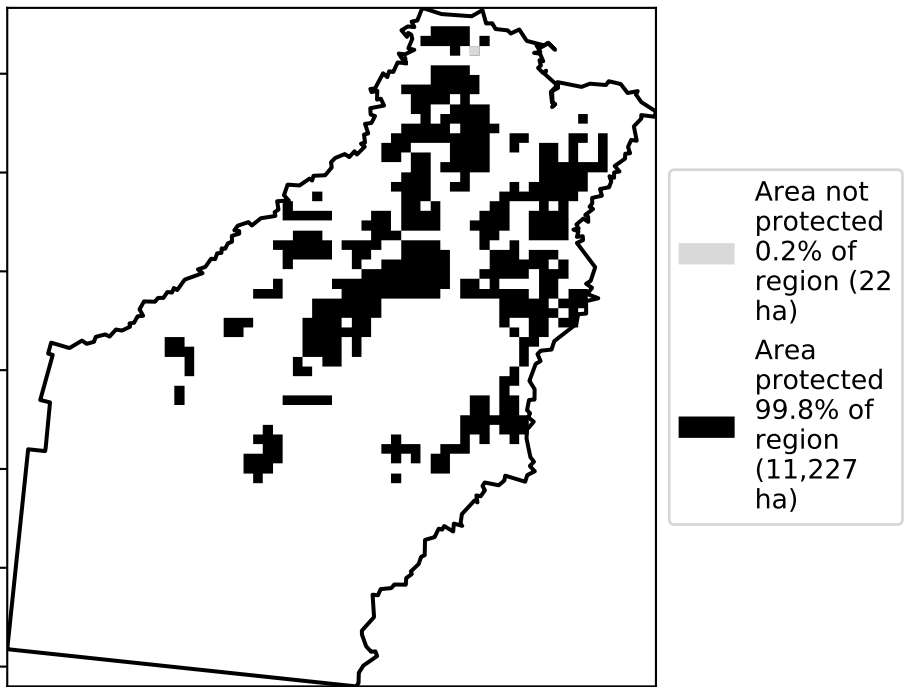 Area not
protected
0.2% of
region (22
ha)
Area
protected
99.8% of
region
(11,227
ha)